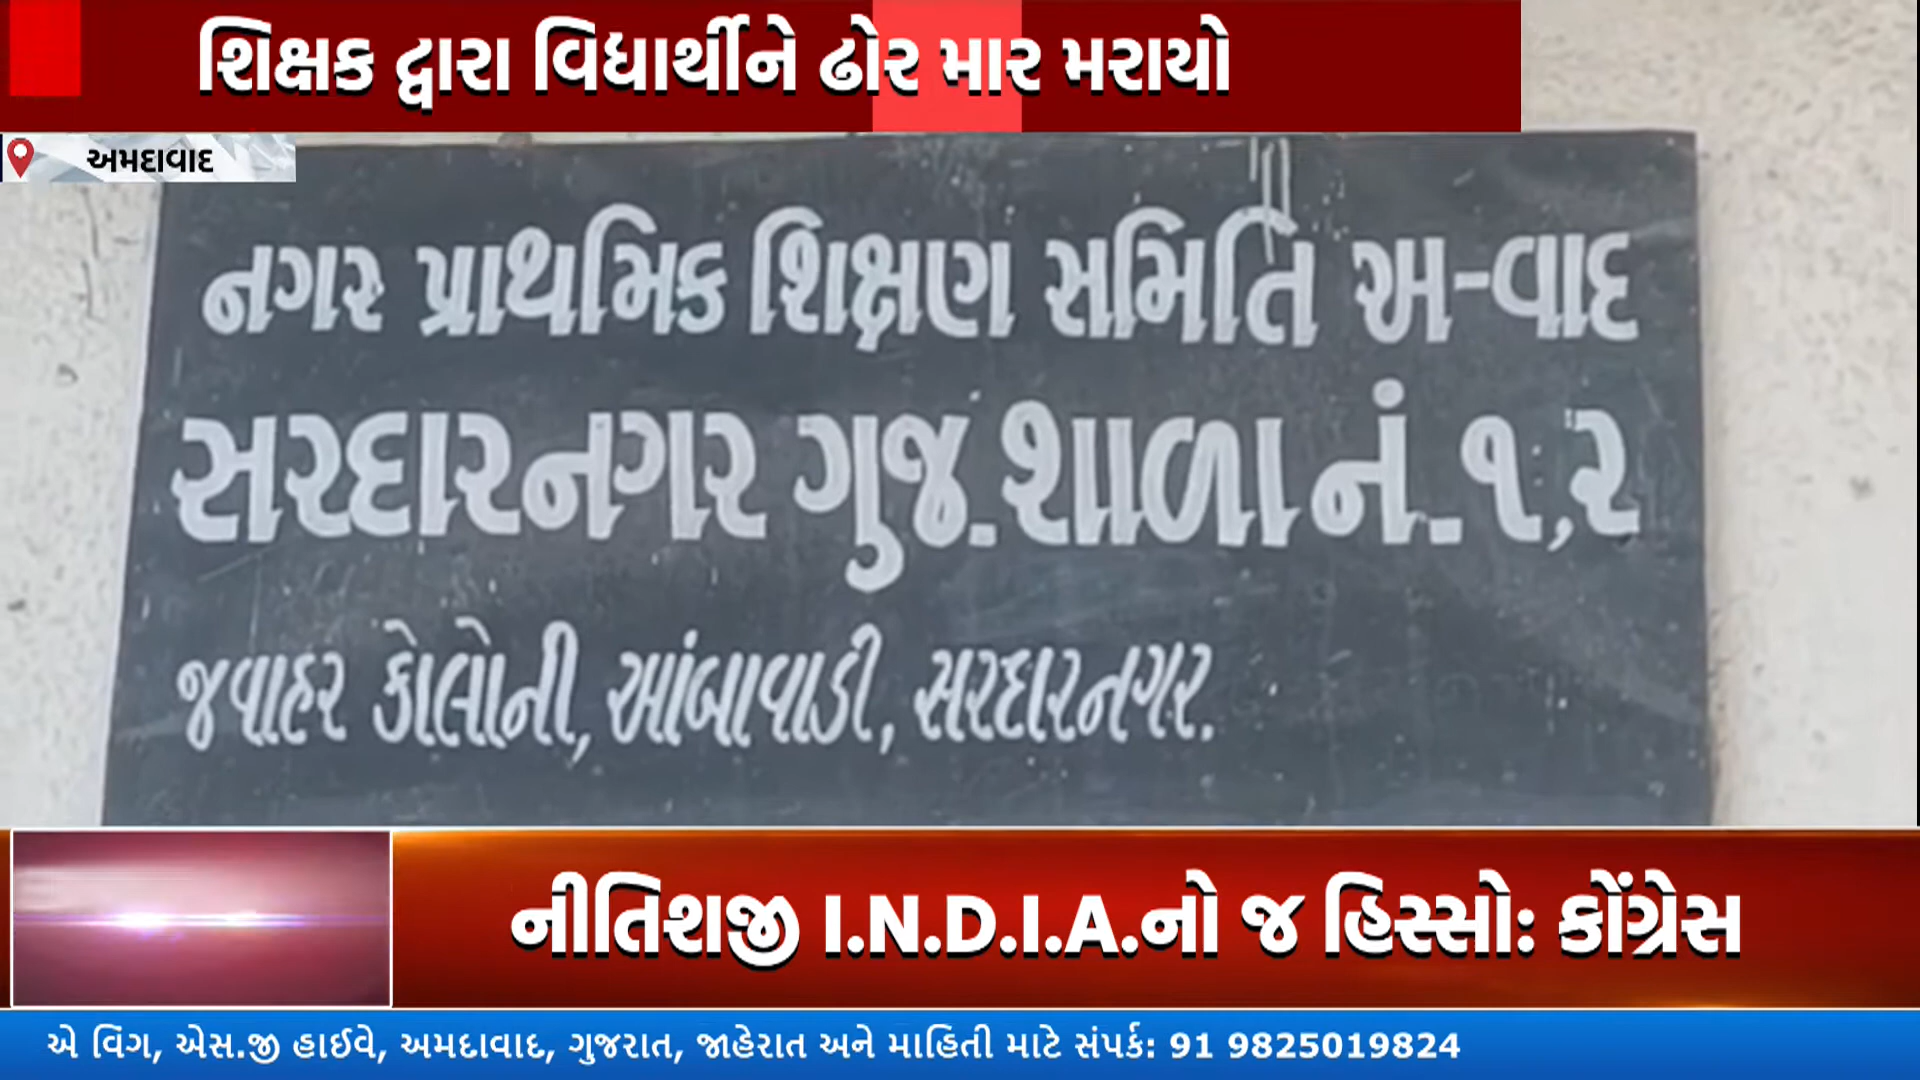 શિક્ષક દ્વારા વિદ્યાર્થીને ઢોર માર મરાયો
અમદાવાદ
નગર પ્રાથમિક શિક્ષણ સમિતિ અ-વાદ
સરદારનગર ગુજ. શાળા નં. ૧,૨
જવાહર કોલોની, આંબાવાડી, સરદારનગર.
નીતિશજી I.N.D.I.A.નો જ હિસ્સો: કોંગ્રેસ
એ વિંગ, એસ.જી હાઈવે, અમદાવાદ, ગુજરાત, જાહેરાત અને માહિતી માટે સંપર્ક: 91 9825019824